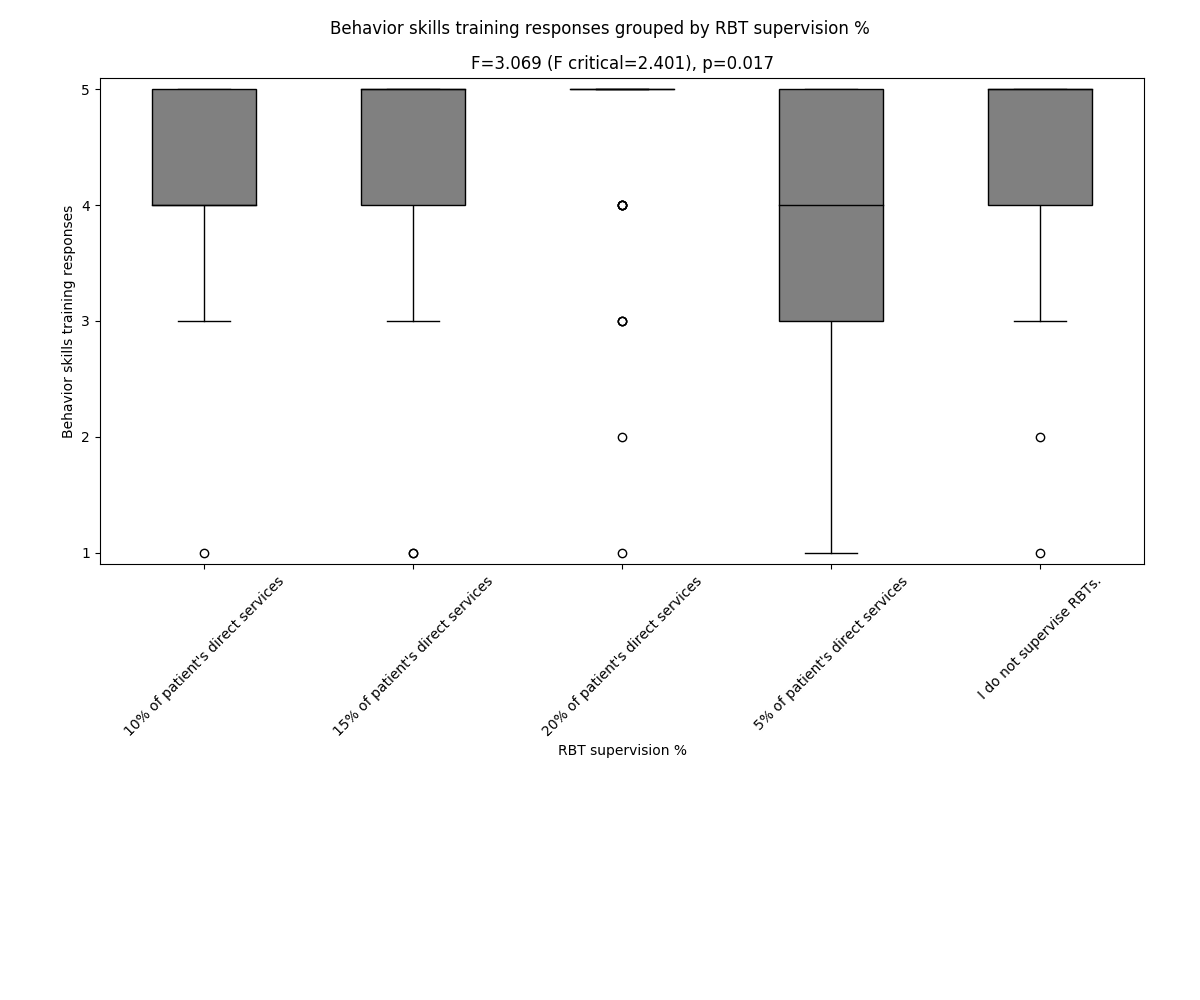 Behavior skills training responses grouped by RBT supervision %
F=3.069 (F critical=2.401), p=0.017
Behavior skills training responses
5
4
3
2
1
10% of patient's direct services
15% of patient's direct services
20% of patient's direct services
5% of patient's direct services
I do not supervise RBTs.
RBT supervision %